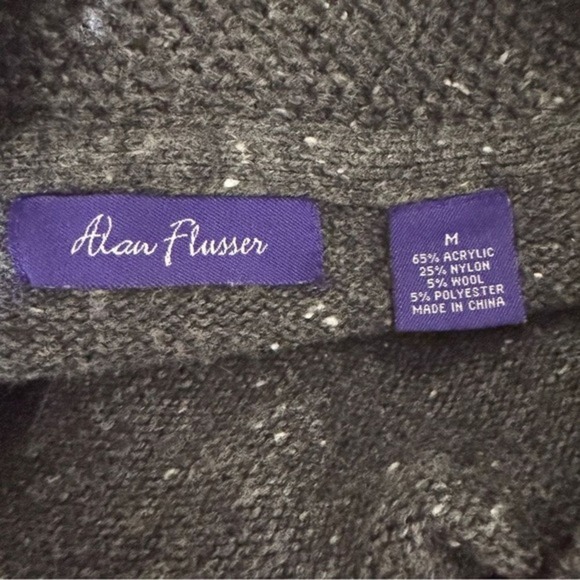 Alan Flusser
M
65% ACRYLIC
25% NYLON
5% WOOL
5% POLYESTER
MADE IN CHINA